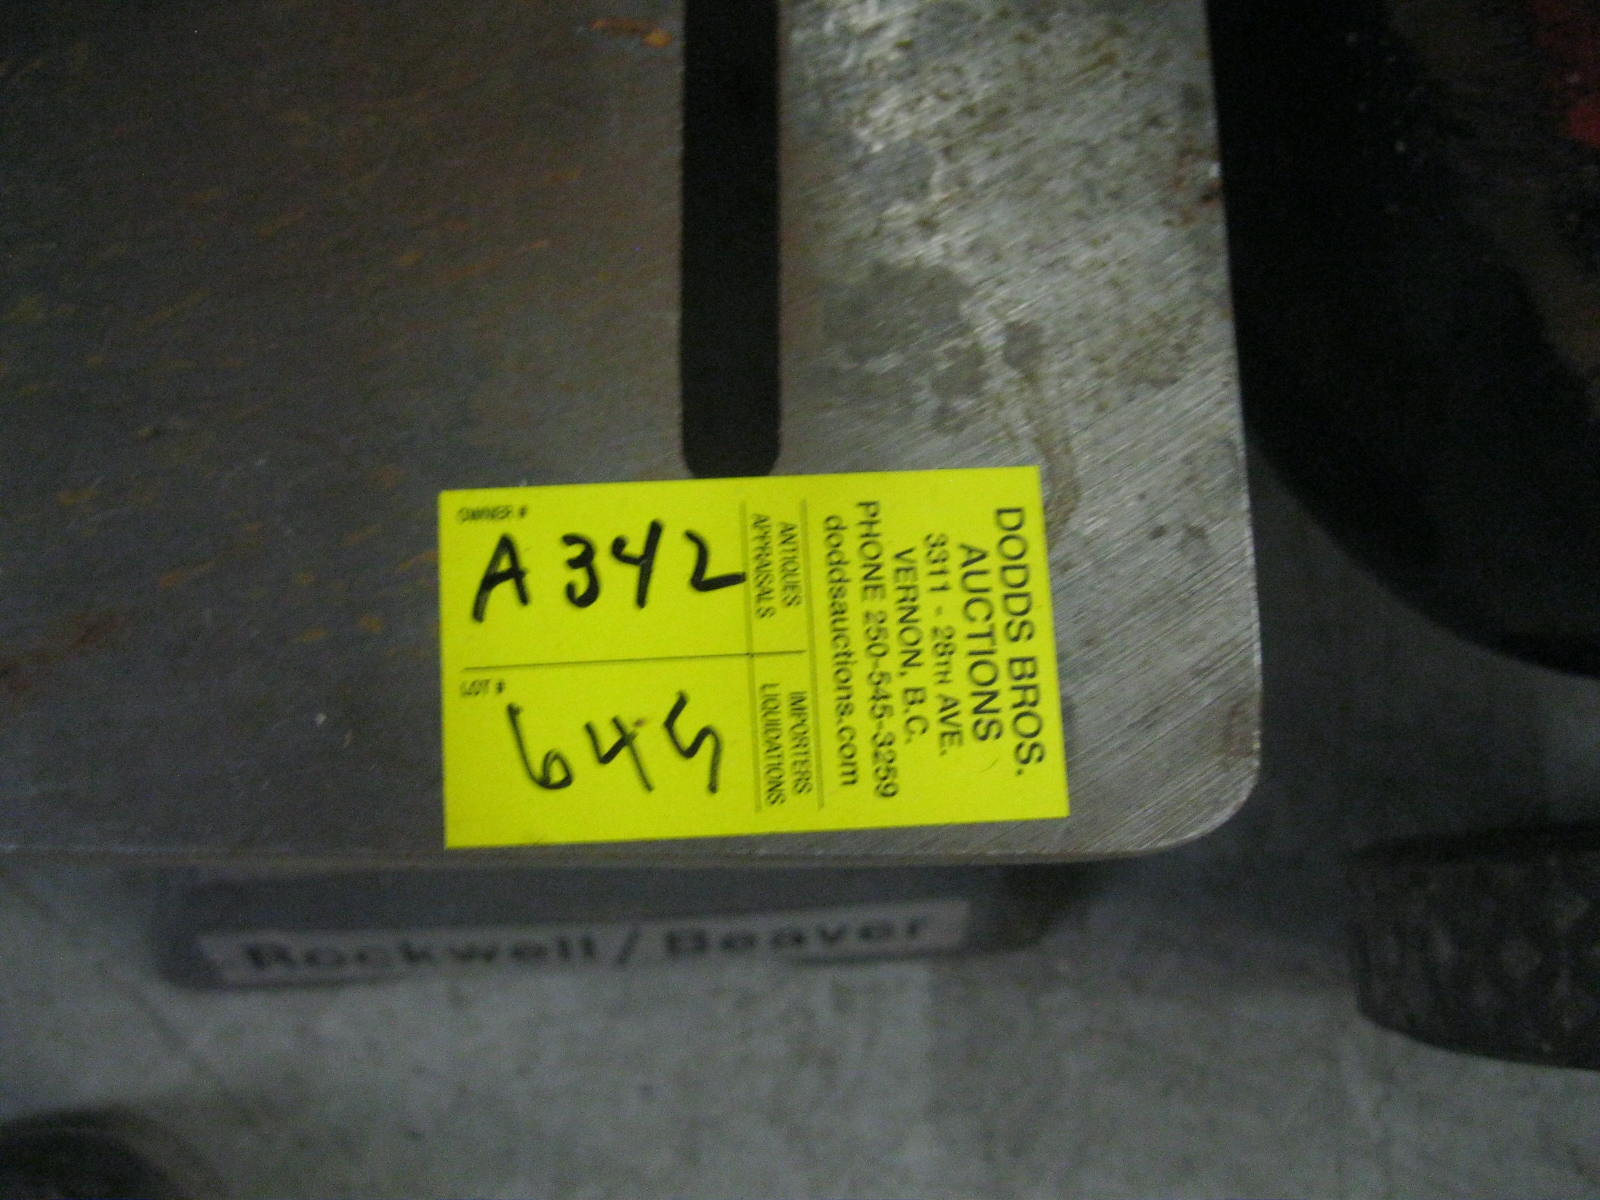 OWNER #
A342
LOT #
645
ANTIQUES
APPRAISALS
IMPORTERS
LIQUIDATIONS
DODDS BROS.
AUCTIONS
3311 - 28TH AVE.
VERNON, B.C.
PHONE 250-545-3259
doddsauctions.com
Rockwell / Beaver